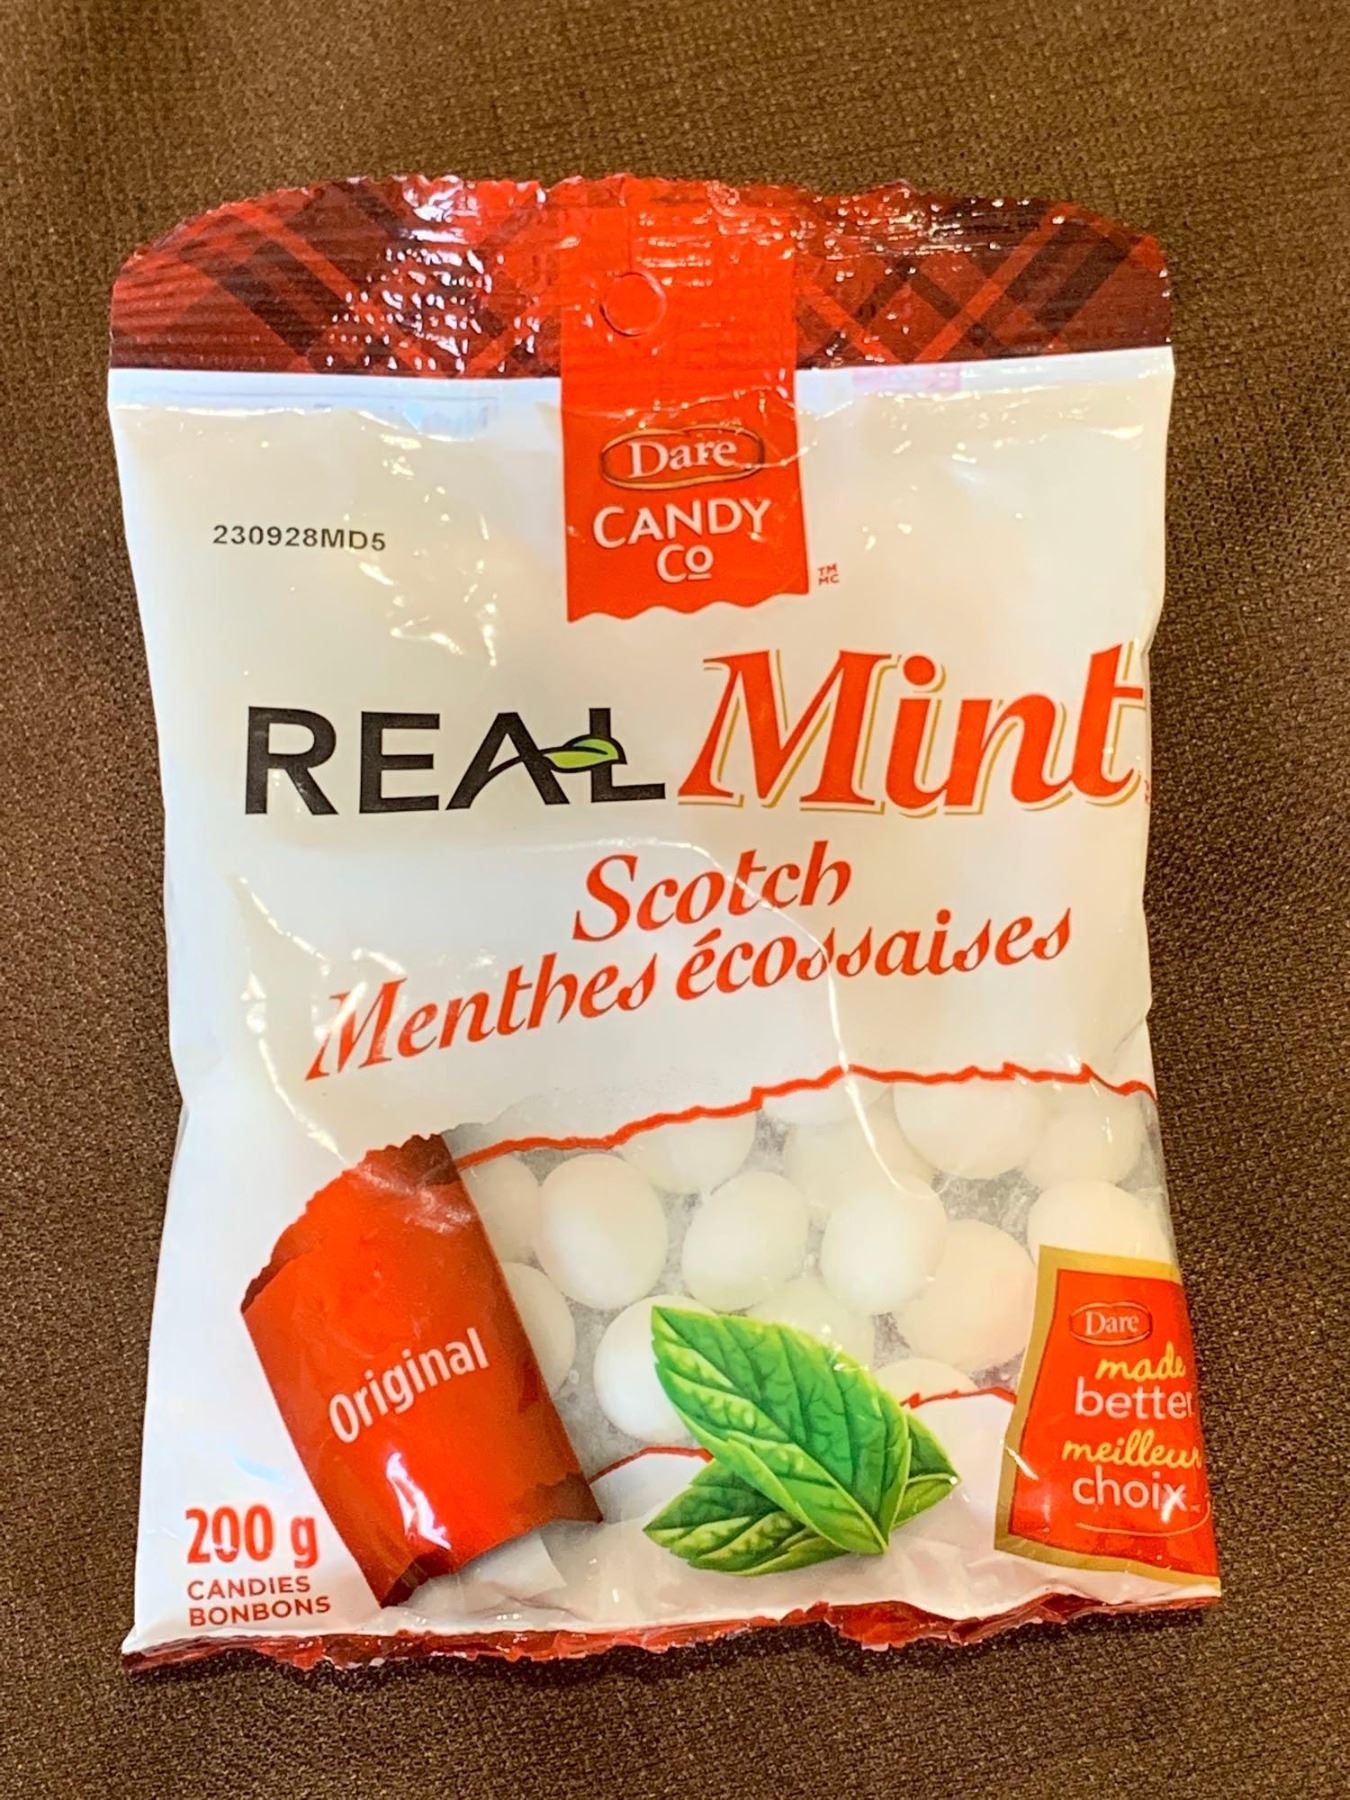 Dare
CANDY
Co
TM
MC
230928MD5
REAL Mint
Scotch
Menthes écossaises
Original
200 g
CANDIES
BONBONS
Dare
made
better
meilleur
choix